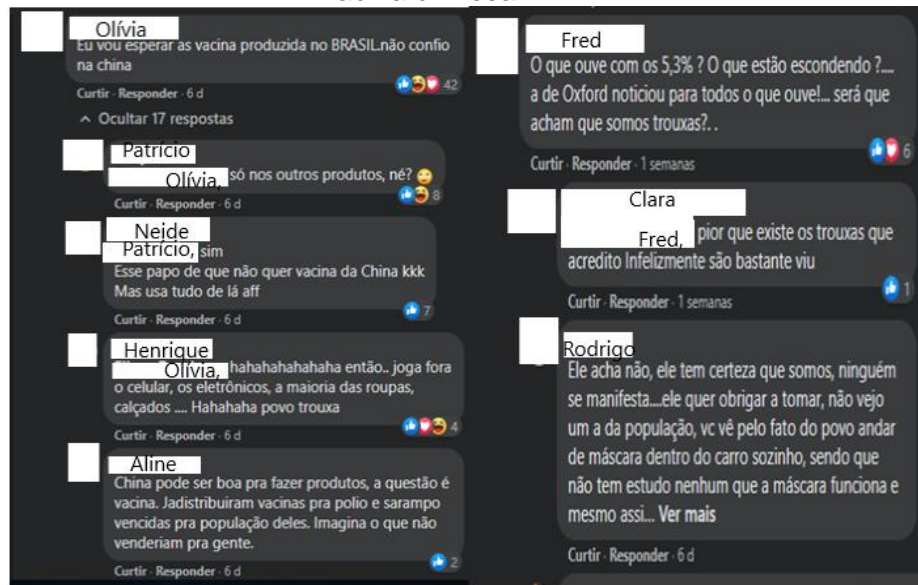 Olívia
Eu vou esperar as vacina produzida no BRASIL.não confio
na china
Curtir · Responder · 6 d
42
Ocultar 17 respostas
Patrício
Olívia, só nos outros produtos, né? 🙄
8
Curtir · Responder · 6 d
Neide
Patrício, sim
Esse papo de que não quer vacina da China kkk
Mas usa tudo de lá aff
7
Curtir · Responder · 6 d
Henrique
Olívia, hahahahahahaha então.. joga fora
o celular, os eletrônicos, a maioria das roupas,
calçados .... Hahahaha povo trouxa
4
Curtir · Responder · 6 d
Aline
China pode ser boa pra fazer produtos, a questão é
vacina. Jadistribuiram vacinas pra polio e sarampo
vencidas pra população deles. Imagina o que não
venderiam pra gente.
2
Curtir · Responder · 6 d
Fred
O que ouve com os 5,3% ? O que estão escondendo ?....
a de Oxford noticiou para todos o que ouve!... será que
acham que somos trouxas?. .
6
Curtir · Responder · 1 semanas
Clara
Fred, pior que existe os trouxas que
acredito Infelizmente são bastante viu
1
Curtir · Responder · 1 semanas
Rodrigo
Ele acha não, ele tem certeza que somos, ninguém
se manifesta....ele quer obrigar a tomar, não vejo
um a da população, vc vê pelo fato do povo andar
de máscara dentro do carro sozinho, sendo que
não tem estudo nenhum que a máscara funciona e
mesmo assi... Ver mais
Curtir · Responder · 6 d